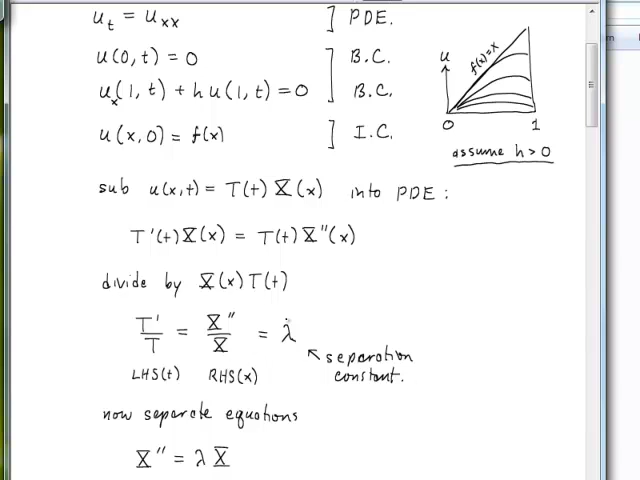 u_t = u_xx ] PDE.
u(0, t) = 0 ] B.C.
u_x(1, t) + h u(1, t) = 0 ] B.C.
u(x, 0) = f(x) ] I.C.
u
f(x)=x
0 1
assume h > 0
sub u(x,t) = T(t) X(x) into PDE:
T'(t) X(x) = T(t) X''(x)
divide by X(x) T(t)
T'/T = X''/X = λ
↖ separation
constant.
LHS(t) RHS(x)
now separate equations
X'' = λ X